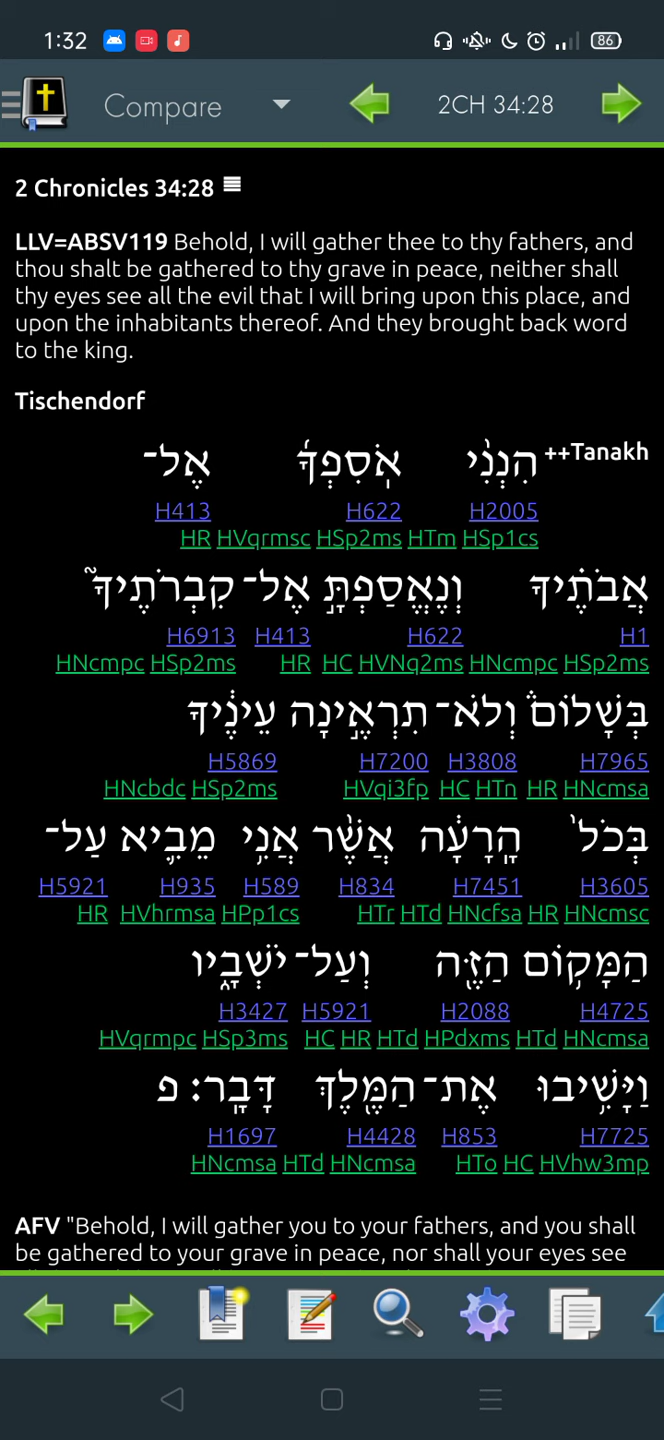 1:32
86
Compare
2CH 34:28
2 Chronicles 34:28
LLV=ABSV119 Behold, I will gather thee to thy fathers, and
thou shalt be gathered to thy grave in peace, neither shall
thy eyes see all the evil that I will bring upon this place, and
upon the inhabitants thereof. And they brought back word
to the king.
Tischendorf
++Tanakh הִנְנִ֨י אֹֽסִפְךָ֜ אֶל־
H413 H622 H2005
HR HVqrmsc HSp2ms HTm HSp1cs
אֲבֹתֶ֗יךָ וְנֶאֱסַפְתָּ֣ אֶל־ קִבְרֹתֶיךָ֮
H6913 H413 H622 H1
HNcmpc HSp2ms HR HC HVNq2ms HNcmpc HSp2ms
בְּשָׁלוֹם֒ וְלֹא־ תִרְאֶ֣ינָה עֵינֶ֔יךָ
H5869 H7200 H3808 H7965
HNcbdc HSp2ms HVqi3fp HC HTn HR HNcmsa
בְּכֹל֙ הָֽרָעָ֔ה אֲשֶׁ֨ר אֲנִ֥י מֵבִ֛יא עַל־
H5921 H935 H589 H834 H7451 H3605
HR HVhrmsa HPp1cs HTr HTd HNcfsa HR HNcmsc
הַמָּק֥וֹם הַזֶּ֖ה וְעַל־ יֹשְׁבָ֑יו
H3427 H5921 H2088 H4725
HVqrmpc HSp3ms HC HR HTd HPdxms HTd HNcmsa
וַיָּשִׁ֥יבוּ אֶת־ הַמֶּ֖לֶךְ דָּבָֽר׃ פ
H1697 H4428 H853 H7725
HNcmsa HTd HNcmsa HTo HC HVhw3mp
AFV "Behold, I will gather you to your fathers, and you shall
be gathered to your grave in peace, nor shall your eyes see